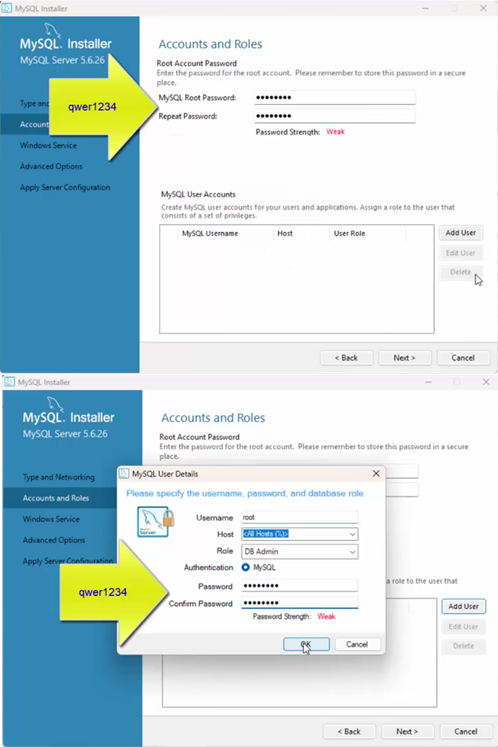 MySQL Installer
MySQL. Installer
MySQL Server 5.6.26
Accounts and Roles
Root Account Password
Enter the password for the root account. Please remember to store this password in a secure
place.
Type and
qwer1234
MySQL Root Password: ••••••••
Repeat Password: ••••••••
Account
Password Strength: Weak
Windows Service
Advanced Options
Apply Server Configuration
MySQL User Accounts
Create MySQL user accounts for your users and applications. Assign a role to the user that
consists of a set of privileges.
MySQL Username Host User Role
Add User
Edit User
Delete
< Back Next > Cancel
MySQL Installer
MySQL. Installer
MySQL Server 5.6.26
Accounts and Roles
Root Account Password
Enter the password for the root account. Please remember to store this password in a secure
place.
Type and Networking
Accounts and Roles
Windows Service
Advanced Options
Apply Server Configuration
MySQL User Details
Please specify the username, password, and database role.
Username root
Host <All Hosts (%)>
Role DB Admin
Authentication MySQL
Password ••••••••
Confirm Password ••••••••
Password Strength: Weak
OK Cancel
qwer1234
a role to the user that
Add User
Edit User
Delete
< Back Next > Cancel